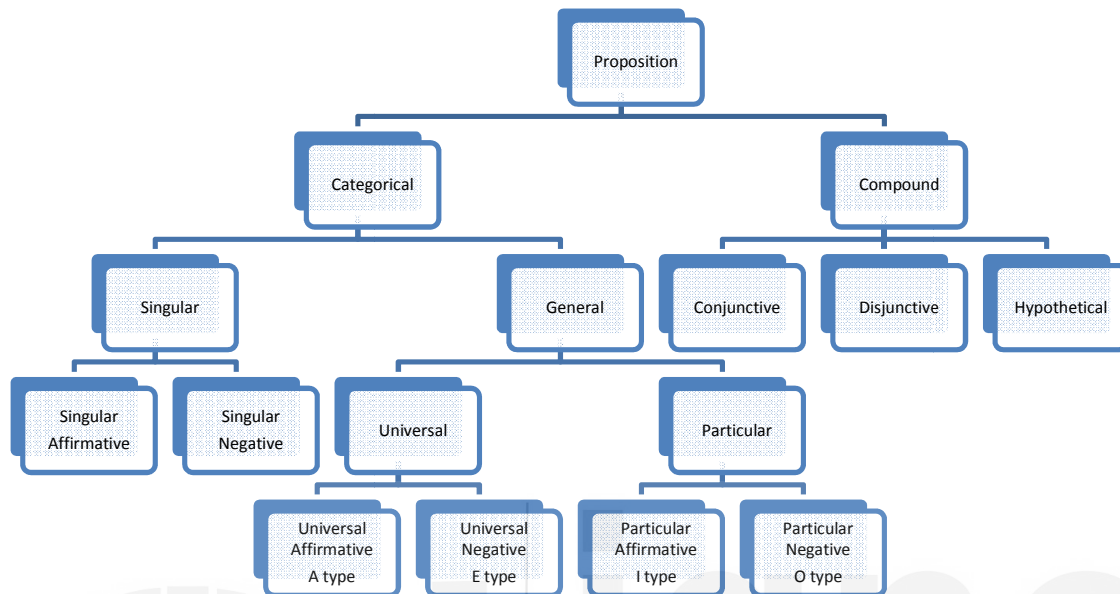 Proposition
Categorical
Compound
Singular
General
Conjunctive
Disjunctive
Hypothetical
Singular
Affirmative
Singular
Negative
Universal
Particular
Universal
Affirmative
A type
Universal
Negative
E type
Particular
Affirmative
I type
Particular
Negative
O type